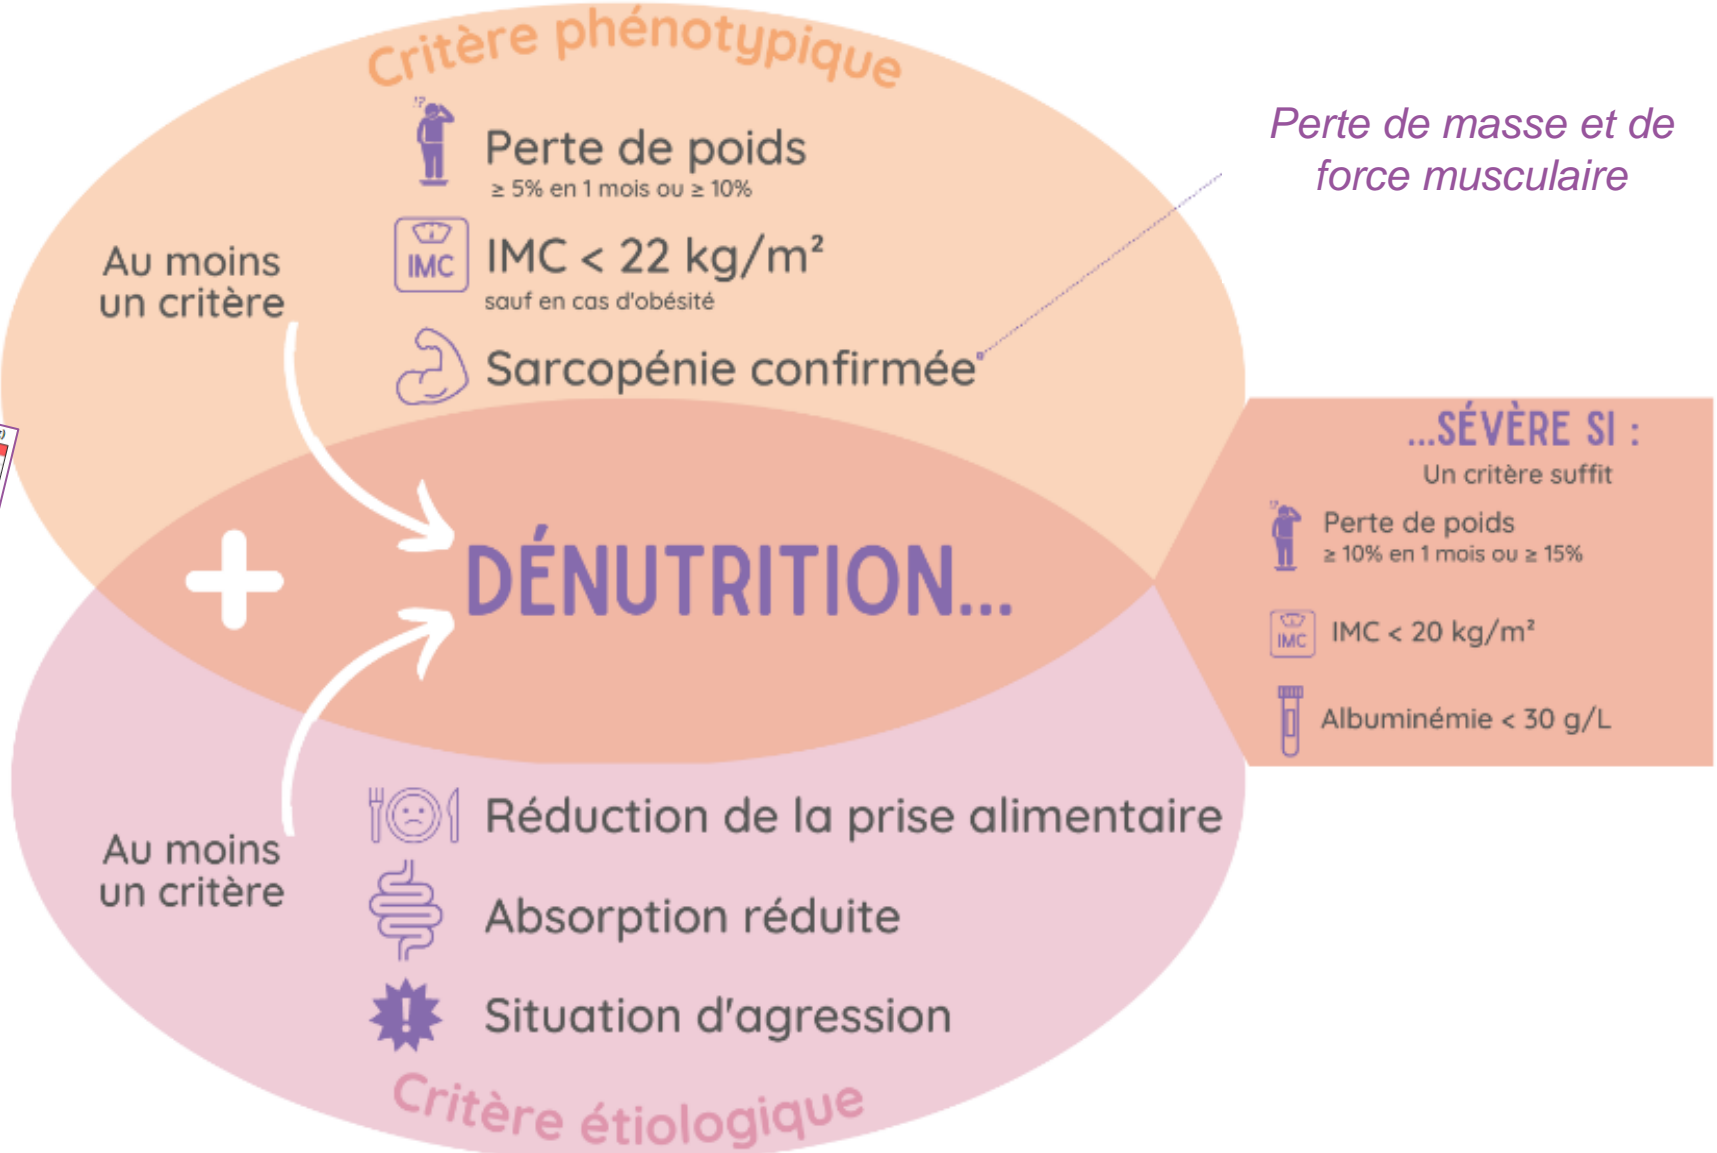 Critère phénotypique
!?
Perte de poids
≥ 5% en 1 mois ou ≥ 10%
IMC
IMC < 22 kg/m²
sauf en cas d'obésité
Sarcopénie confirmée
Perte de masse et de
force musculaire
Au moins
un critère
+
DÉNUTRITION...
...SÉVÈRE SI :
Un critère suffit
!?
Perte de poids
≥ 10% en 1 mois ou ≥ 15%
IMC
IMC < 20 kg/m²
Albuminémie < 30 g/L
Au moins
un critère
Réduction de la prise alimentaire
Absorption réduite
!
Situation d'agression
Critère étiologique